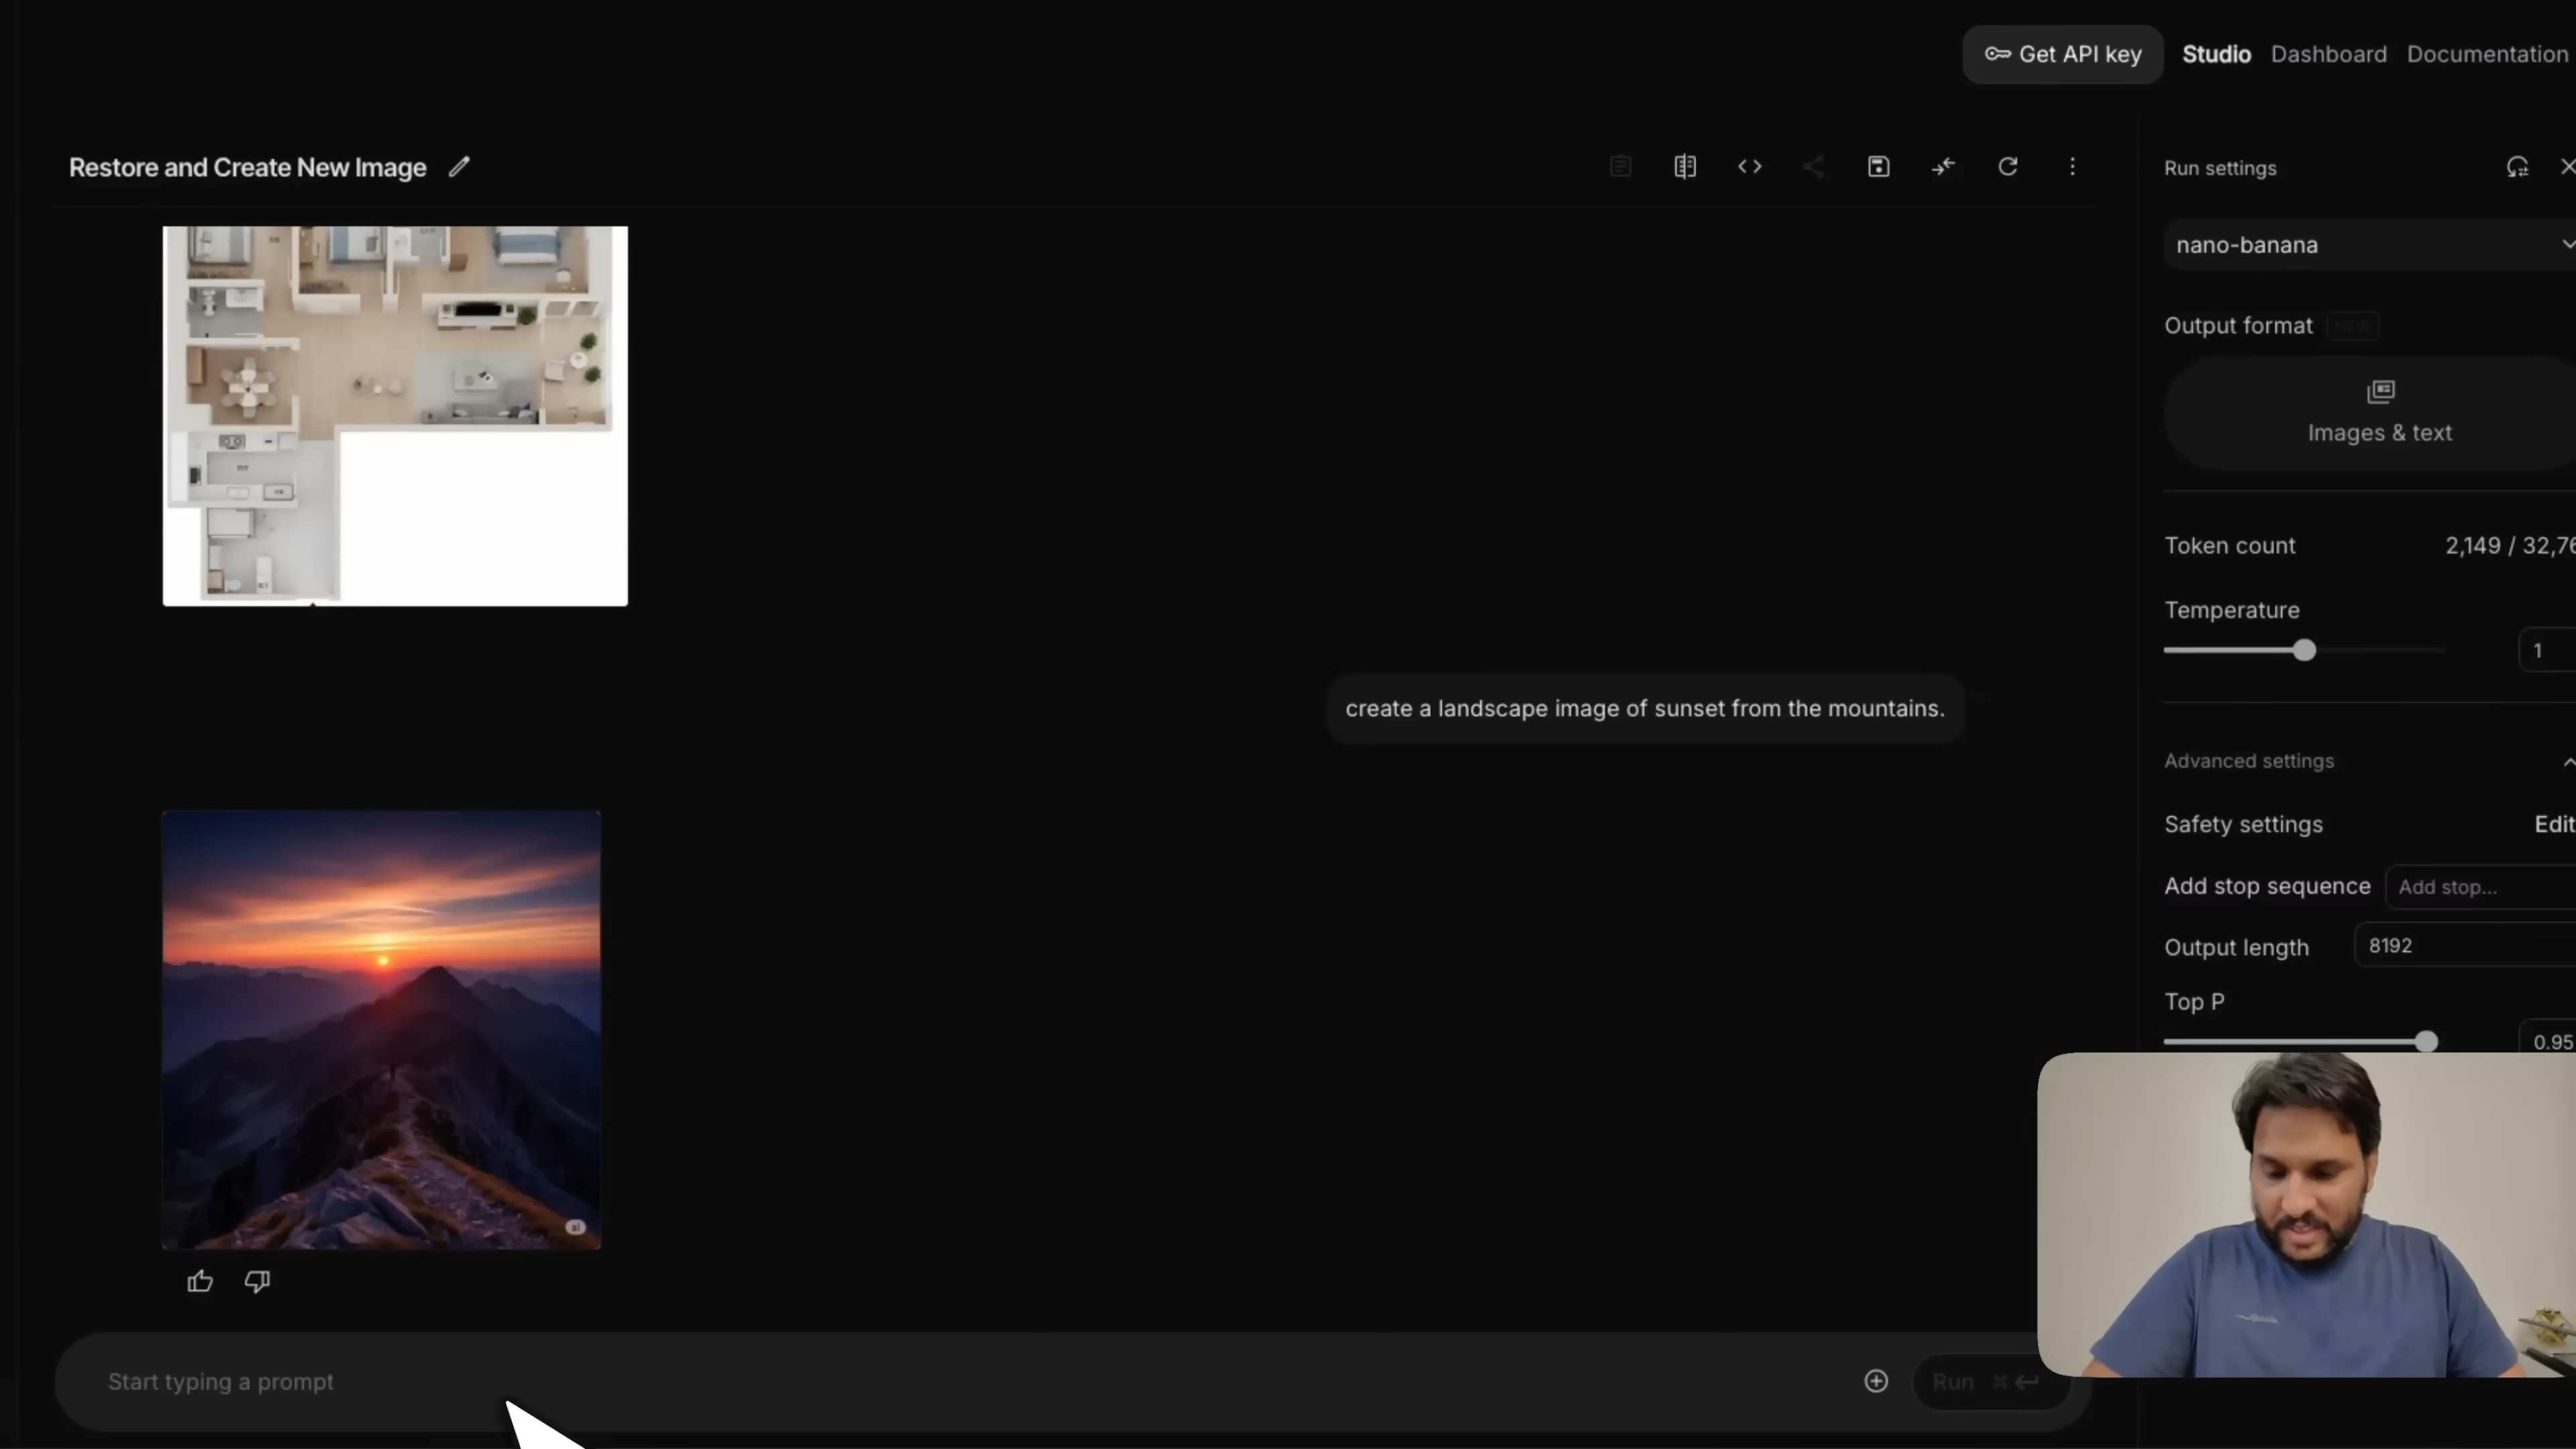 Get API key
Studio
Dashboard
Documentation
Restore and Create New Image
Run settings
nano-banana
Output format
NEW
Images & text
Token count
2,149 / 32,76
Temperature
1
create a landscape image of sunset from the mountains.
Advanced settings
Safety settings
Edit
Add stop sequence
Add stop...
Output length
8192
Top P
0.95
ai
Start typing a prompt
Run